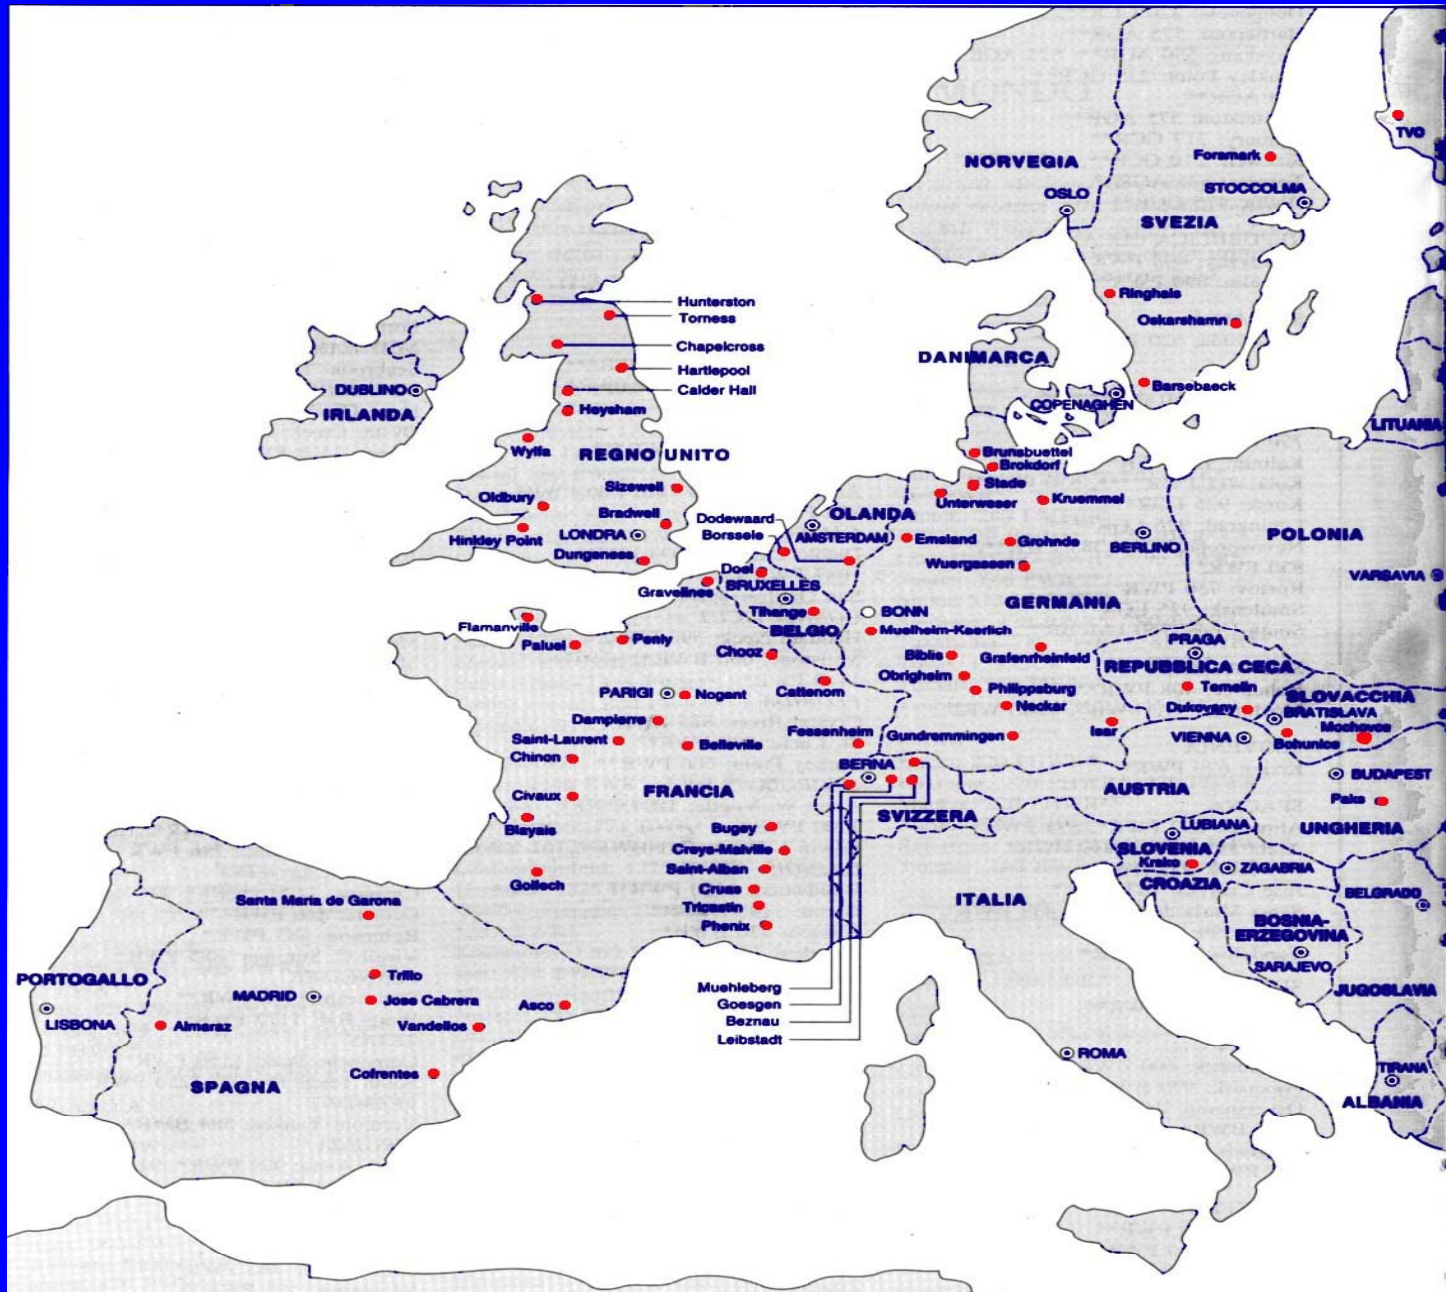 NORVEGIA
OSLO
Forsmark
STOCCOLMA
SVEZIA
TVO
Ringhals
Oskarshamn
Barsebaeck
DANIMARCA
COPENAGHEN
LITUANIA
Hunterston
Torness
Chapelcross
Hartlepool
Calder Hall
Heysham
DUBLINO
IRLANDA
Wylfa
REGNO UNITO
Sizewell
Oldbury
Bradwell
Hinkley Point
LONDRA
Dungeness
Dodewaard
Borssele
OLANDA
AMSTERDAM
Brunsbuettel
Brokdorf
Stade
Unterweser
Kruemmel
Emsland
Grohnde
Wuergassen
BERLINO
POLONIA
VARSAVIA
Doel
BRUXELLES
Gravelines
Tihange
BELGIO
BONN
GERMANIA
Muelheim-Kaerlich
Flamanville
Paluel
Penly
Chooz
Biblis
Grafenrheinfeld
Obrigheim
Philippsburg
Neckar
Cattenom
PRAGA
REPUBBLICA CECA
Temelin
Dukovany
SLOVACCHIA
BRATISLAVA
Mochovce
Bohunice
PARIGI
Nogent
Dampierre
Saint-Laurent
Belleville
Chinon
Fessenheim
Gundremmingen
Isar
VIENNA
BERNA
AUSTRIA
BUDAPEST
Paks
UNGHERIA
Civaux
FRANCIA
SVIZZERA
Blayais
Bugey
Creys-Malville
Saint-Alban
Cruas
Tricastin
Phenix
Golfech
LUBIANA
SLOVENIA
Krsko
ZAGABRIA
CROAZIA
BELGRADO
ITALIA
BOSNIA-
ERZEGOVINA
SARAJEVO
JUGOSLAVIA
Santa Maria de Garona
PORTOGALLO
LISBONA
MADRID
Trillo
Jose Cabrera
Almaraz
Vandellos
Asco
Cofrentes
SPAGNA
Muehleberg
Goesgen
Beznau
Leibstadt
ROMA
TIRANA
ALBANIA